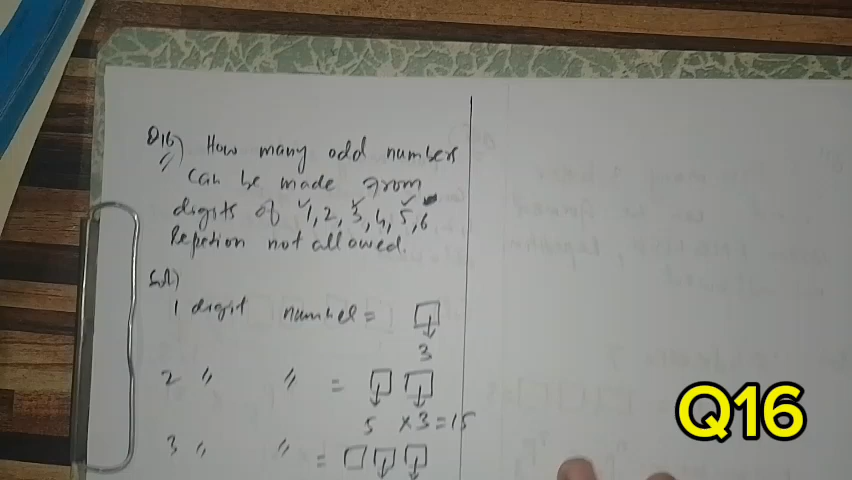 Q16) How many odd numbers
can be made from
digits of 1, 2, 3, 4, 5, 6
Repetion not allowed.
Sol)
1 digit number =
3
2 " " =
5 × 3 = 15
3 " " =
Q16